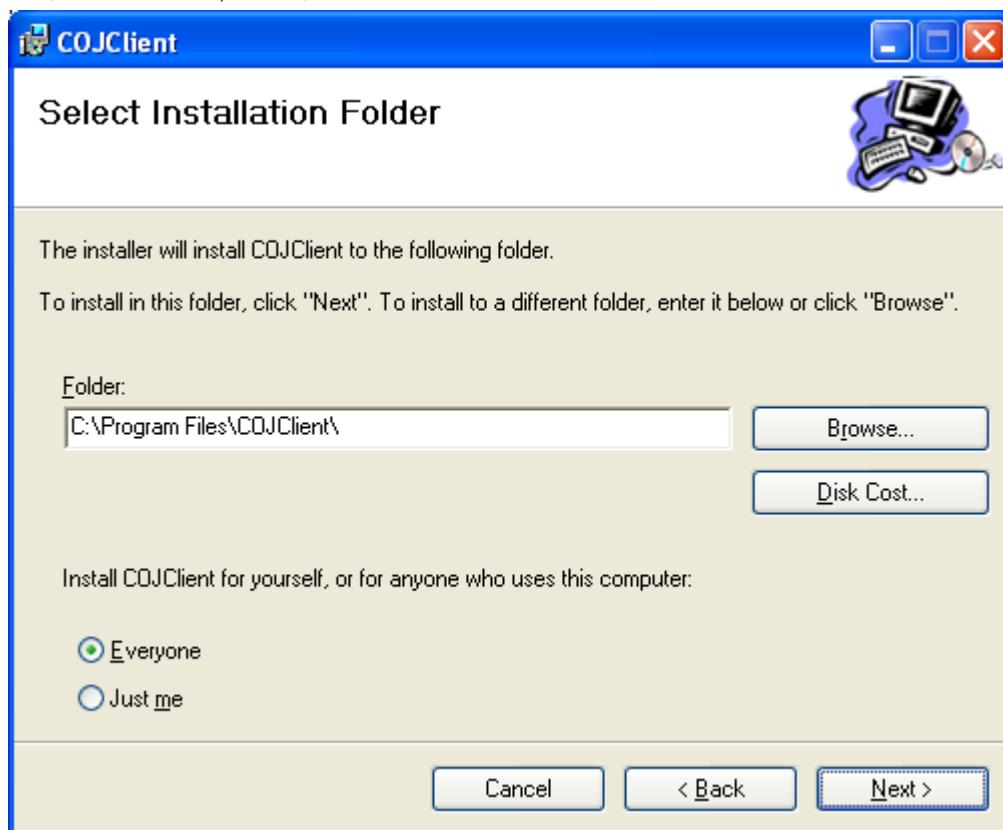 COJClient
Select Installation Folder
The installer will install COJClient to the following folder.
To install in this folder, click "Next". To install to a different folder, enter it below or click "Browse".
Folder:
C:\Program Files\COJClient\
Browse...
Disk Cost...
Install COJClient for yourself, or for anyone who uses this computer:
Everyone
Just me
Cancel
< Back
Next >